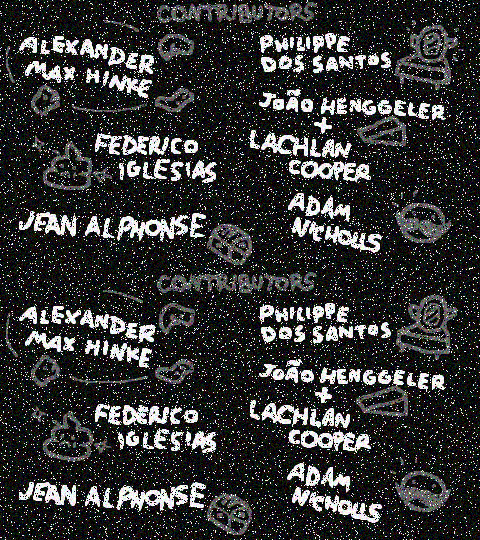 CONTRIBUTORS
ALEXANDER
MAX HINKE
PHILIPPE
DOS SANTOS
JOÃO HENGGELER
+
LACHLAN
COOPER
FEDERICO
IGLESIAS
ADAM
NICHOLLS
JEAN ALPHONSE
CONTRIBUTORS
ALEXANDER
MAX HINKE
PHILIPPE
DOS SANTOS
JOÃO HENGGELER
+
LACHLAN
COOPER
FEDERICO
IGLESIAS
ADAM
NICHOLLS
JEAN ALPHONSE